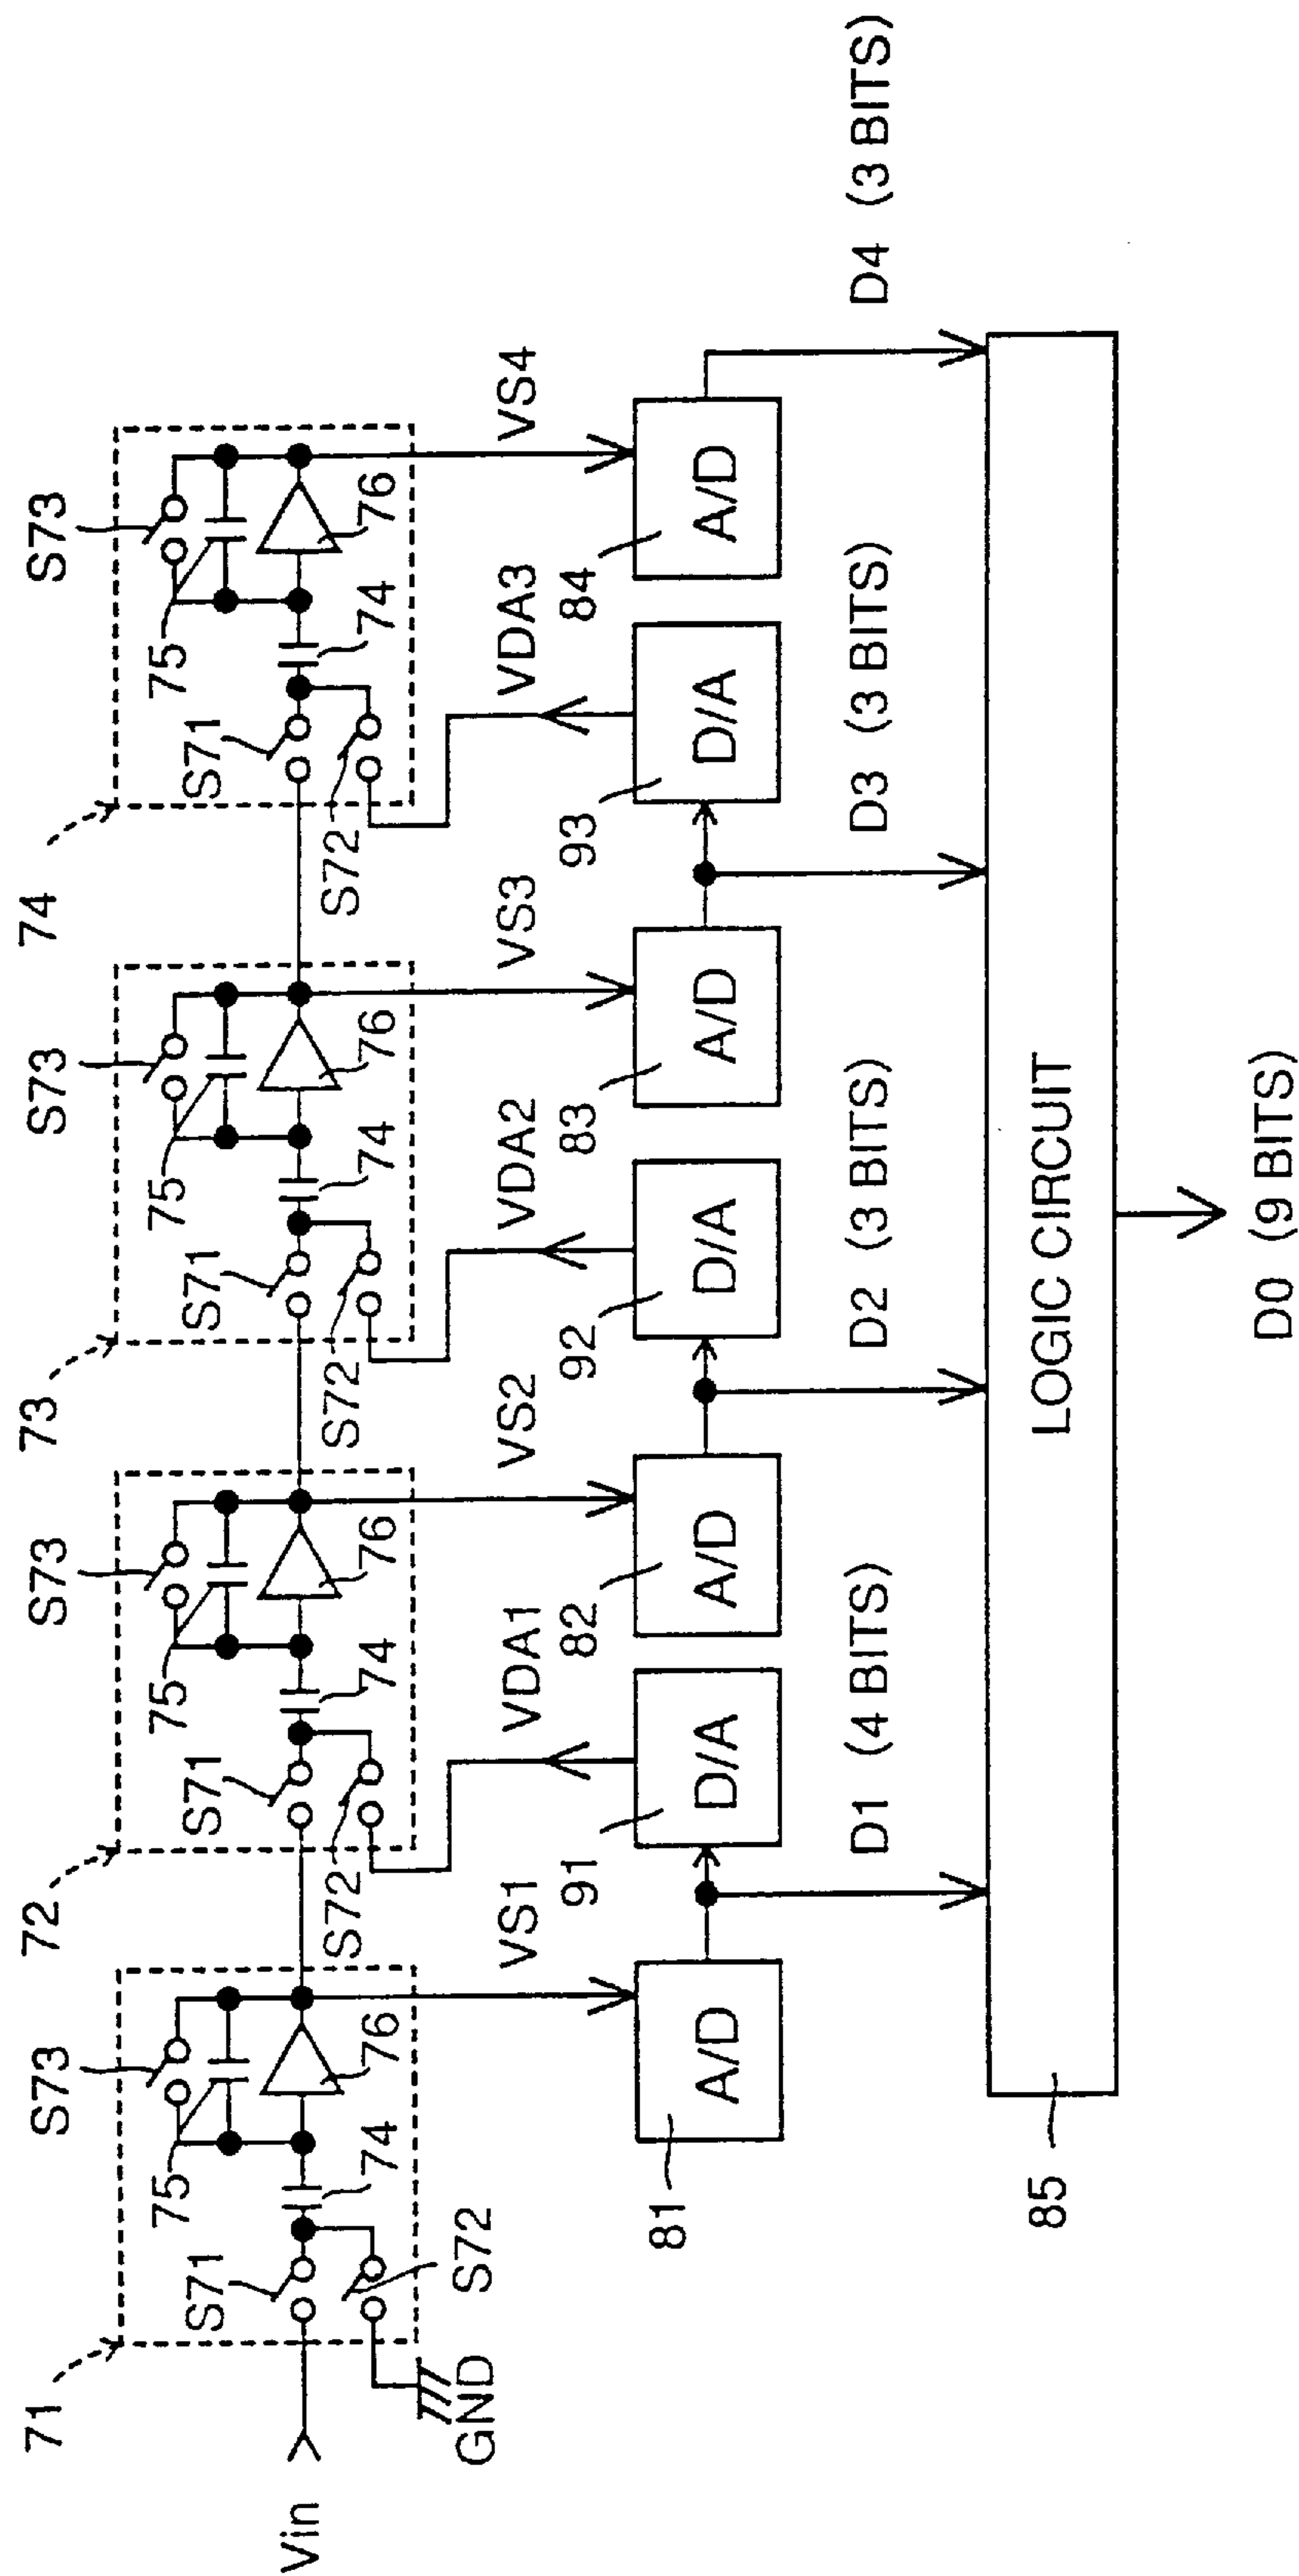 71
72
73
74
S73
S73
S73
S73
75
75
75
75
76
76
76
76
74
74
74
74
S71
S71
S71
S71
S72
S72
S72
S72
Vin
GND
VS1
VDA1
VS2
VDA2
VS3
VDA3
VS4
81
91
82
92
83
93
84
A/D
D/A
A/D
D/A
A/D
D/A
A/D
D1 (4 BITS)
D2 (3 BITS)
D3 (3 BITS)
D4 (3 BITS)
85
LOGIC CIRCUIT
D0 (9 BITS)